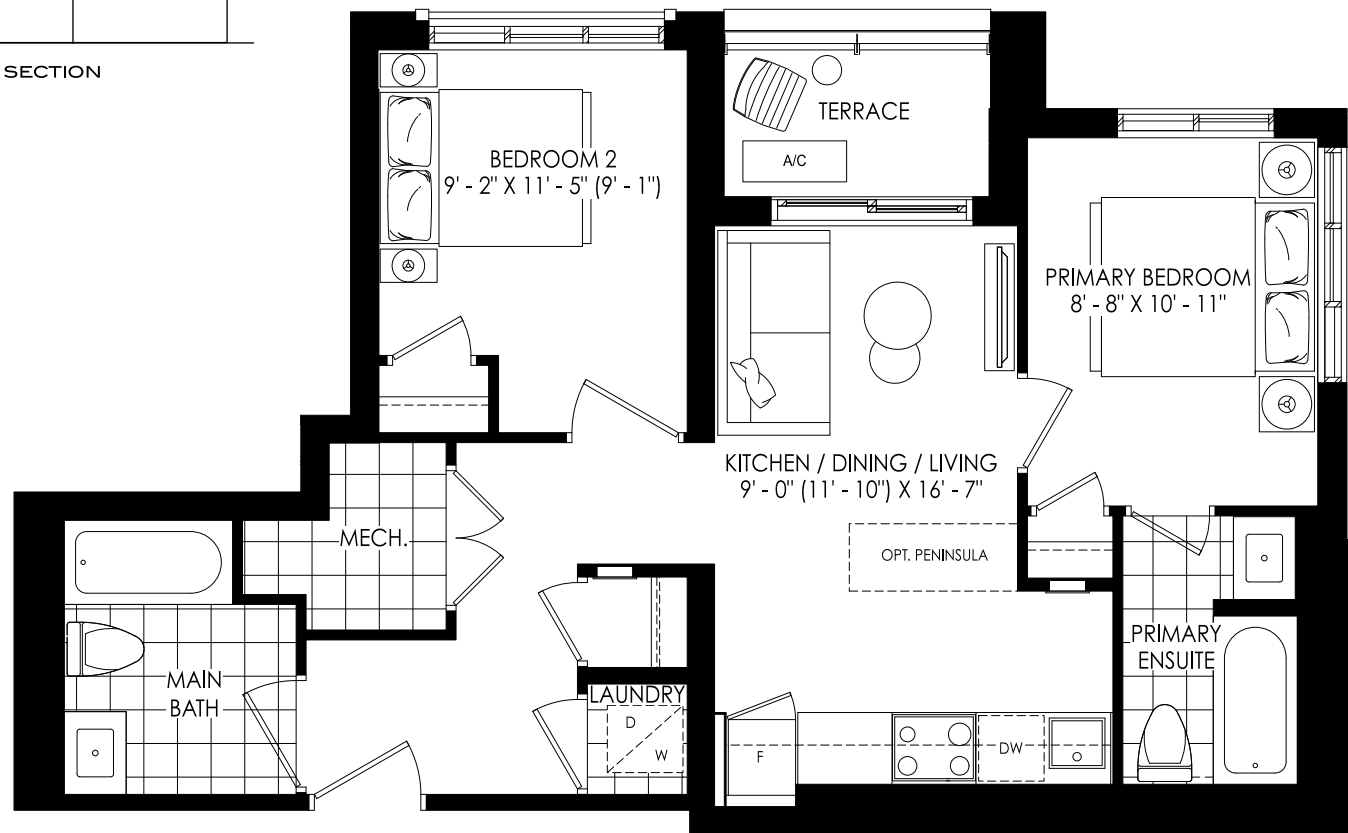 SECTION
BEDROOM 2
9' - 2" X 11' - 5" (9' - 1")
TERRACE
A/C
PRIMARY BEDROOM
8' - 8" X 10' - 11"
KITCHEN / DINING / LIVING
9' - 0" (11' - 10") X 16' - 7"
MECH.
OPT. PENINSULA
MAIN
BATH
LAUNDRY
D
W
F
DW
PRIMARY
ENSUITE